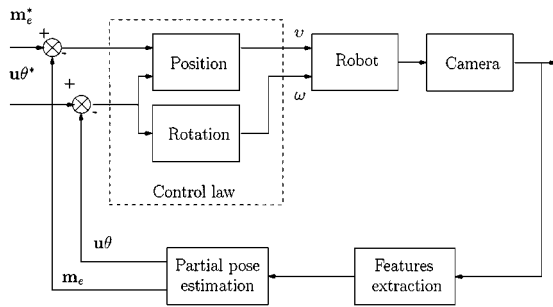 m*e
+
-
υ
Position
Robot
Camera
uθ*
+
-
ω
Rotation
Control law
uθ
me
Partial pose
estimation
Features
extraction